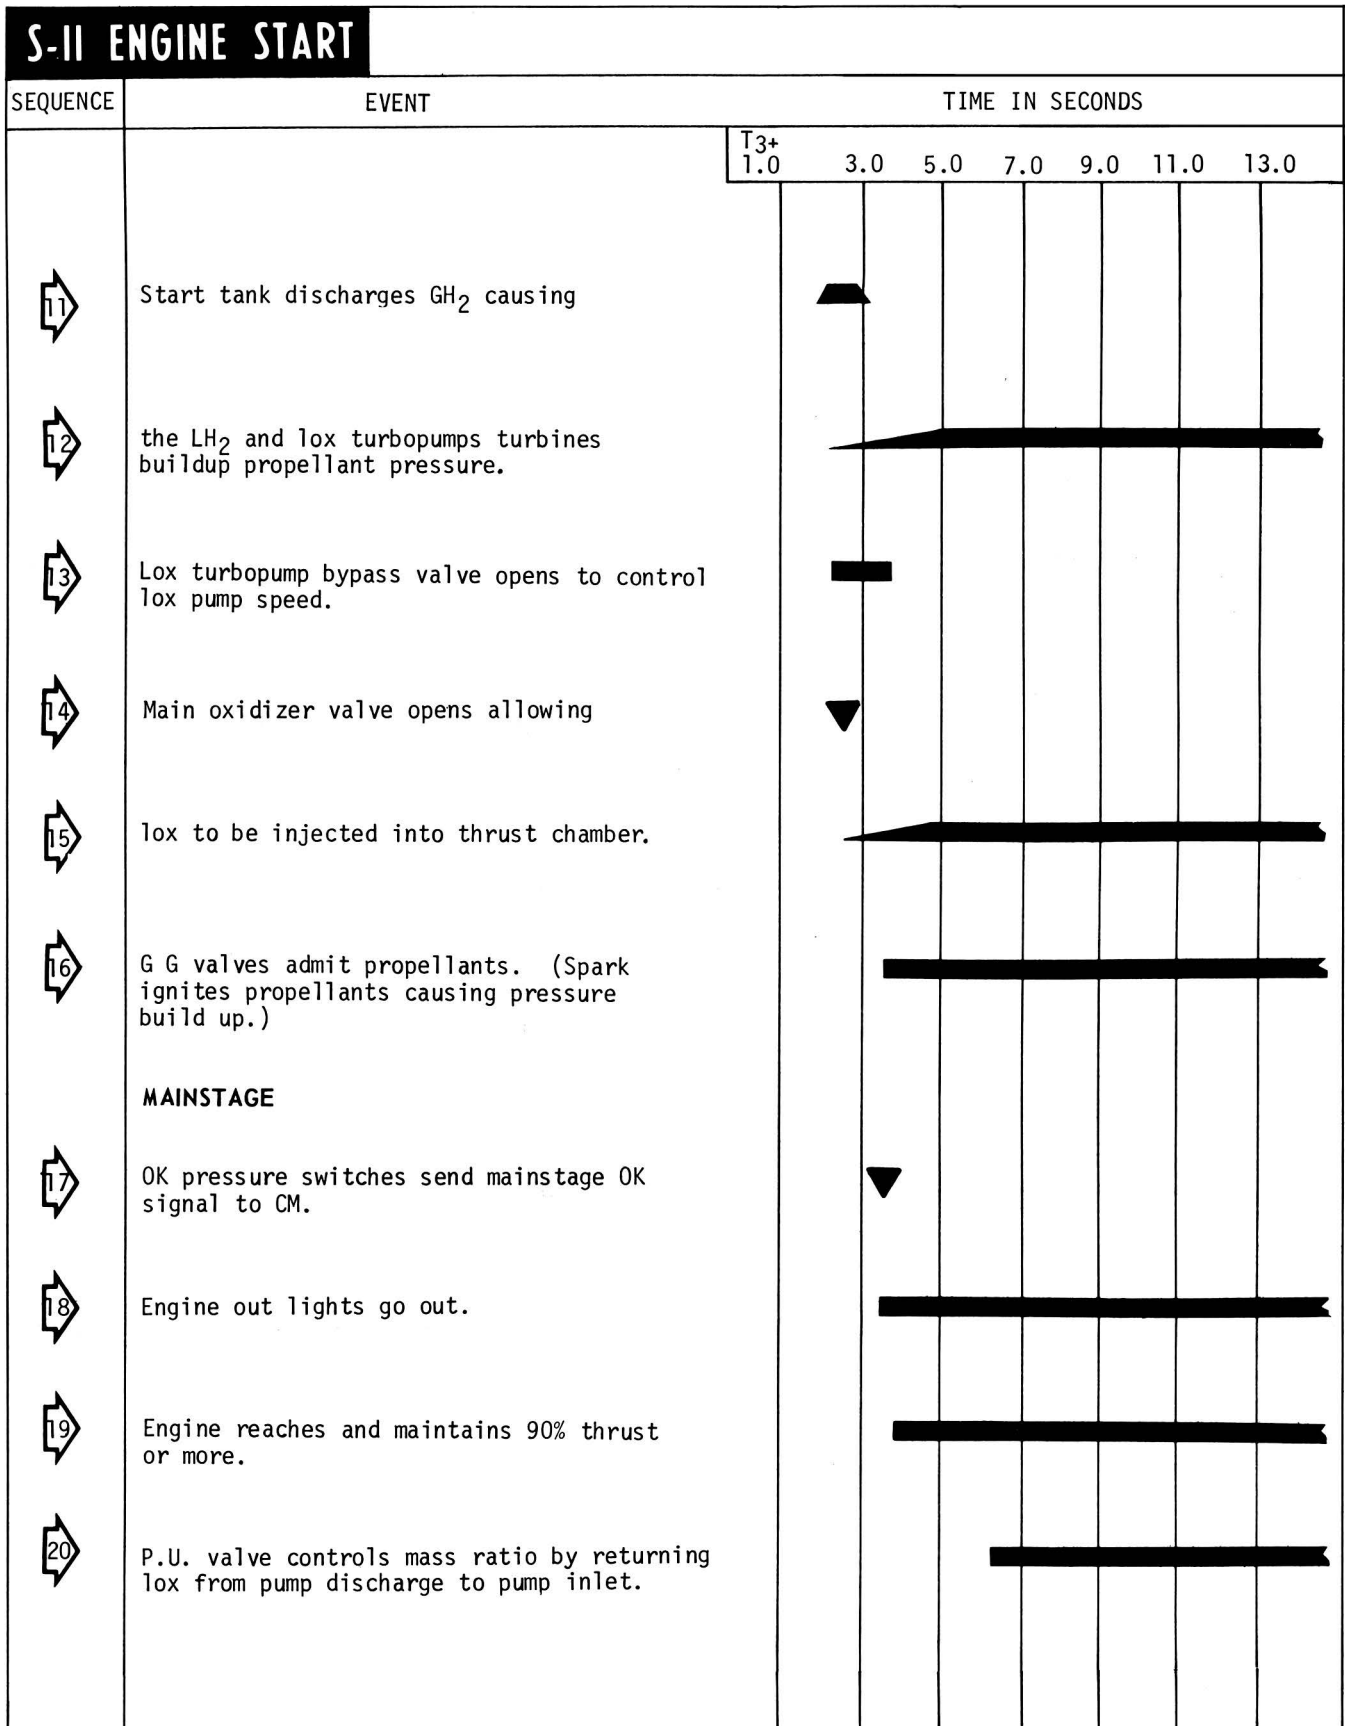 S-II ENGINE START
SEQUENCE EVENT TIME IN SECONDS
T3+
1.0 3.0 5.0 7.0 9.0 11.0 13.0
11 Start tank discharges GH2 causing
12 the LH2 and lox turbopumps turbines
buildup propellant pressure.
13 Lox turbopump bypass valve opens to control
lox pump speed.
14 Main oxidizer valve opens allowing
15 lox to be injected into thrust chamber.
16 G G valves admit propellants. (Spark
ignites propellants causing pressure
build up.)
MAINSTAGE
17 OK pressure switches send mainstage OK
signal to CM.
18 Engine out lights go out.
19 Engine reaches and maintains 90% thrust
or more.
20 P.U. valve controls mass ratio by returning
lox from pump discharge to pump inlet.